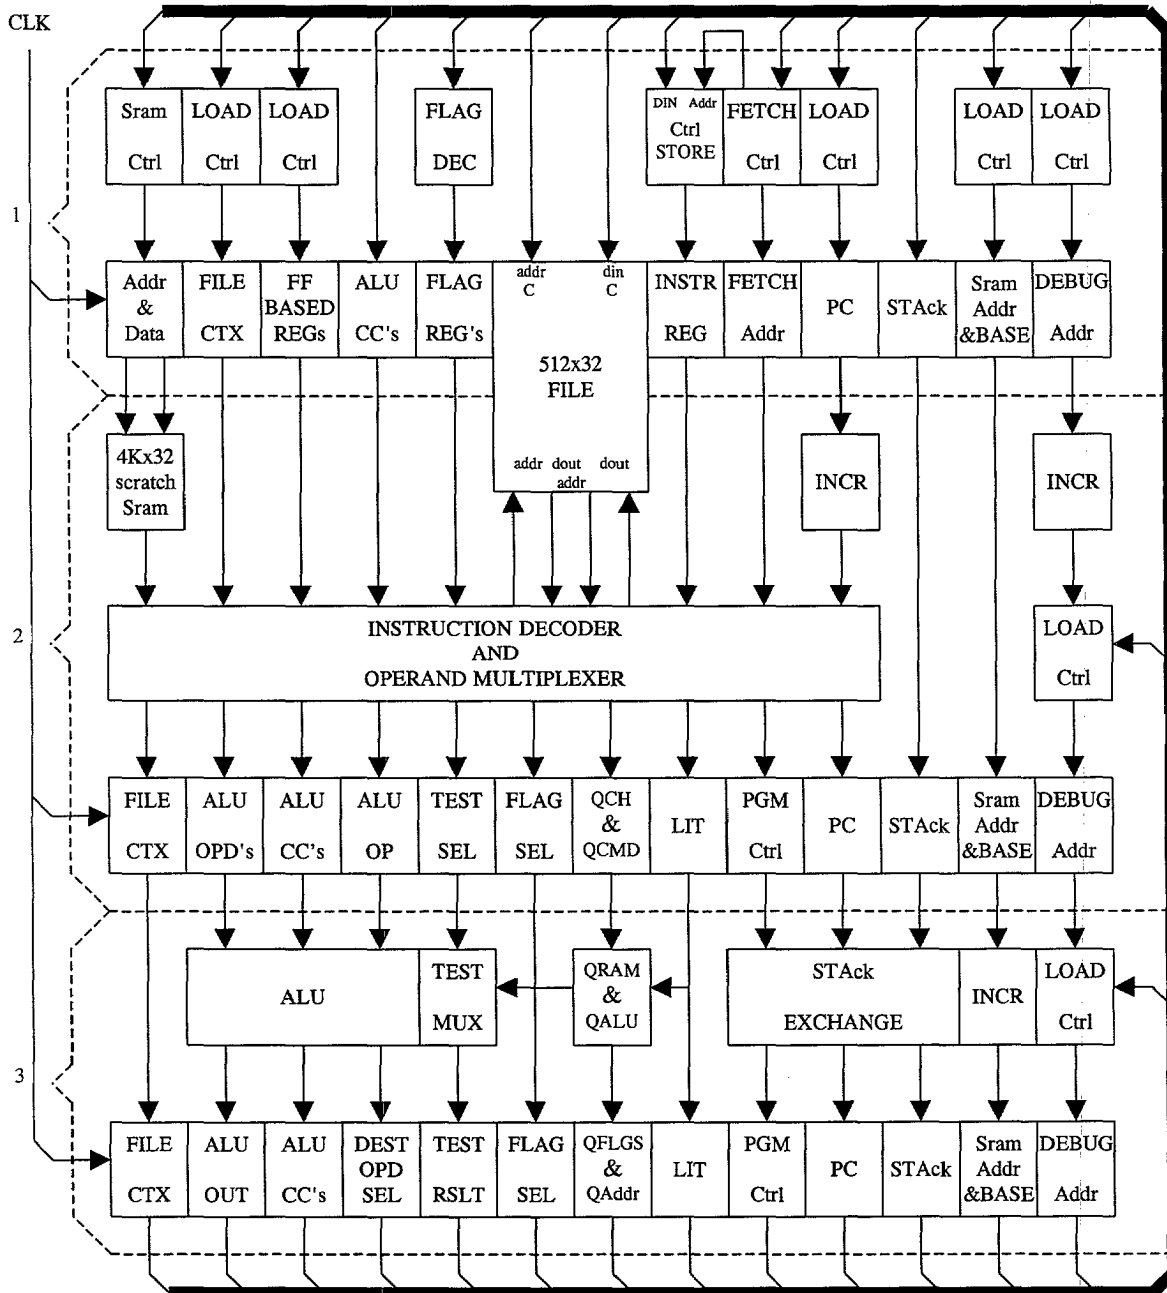 CLK
Sram Ctrl
LOAD Ctrl
LOAD Ctrl
FLAG DEC
DIN Addr
Ctrl
STORE
FETCH Ctrl
LOAD Ctrl
LOAD Ctrl
LOAD Ctrl
1
Addr & Data
FILE CTX
FF BASED REGs
ALU CC's
FLAG REG's
addr C
din C
512x32
FILE
addr dout dout
addr
INSTR REG
FETCH Addr
PC
STAck
Sram Addr &BASE
DEBUG Addr
4Kx32
scratch
Sram
INCR
INCR
2
INSTRUCTION DECODER
AND
OPERAND MULTIPLEXER
LOAD Ctrl
FILE CTX
ALU OPD's
ALU CC's
ALU OP
TEST SEL
FLAG SEL
QCH & QCMD
LIT
PGM Ctrl
PC
STAck
Sram Addr &BASE
DEBUG Addr
3
ALU
TEST MUX
QRAM & QALU
STAck
EXCHANGE
INCR
LOAD Ctrl
FILE CTX
ALU OUT
ALU CC's
DEST OPD SEL
TEST RSLT
FLAG SEL
QFLGS & QAddr
LIT
PGM Ctrl
PC
STAck
Sram Addr &BASE
DEBUG Addr